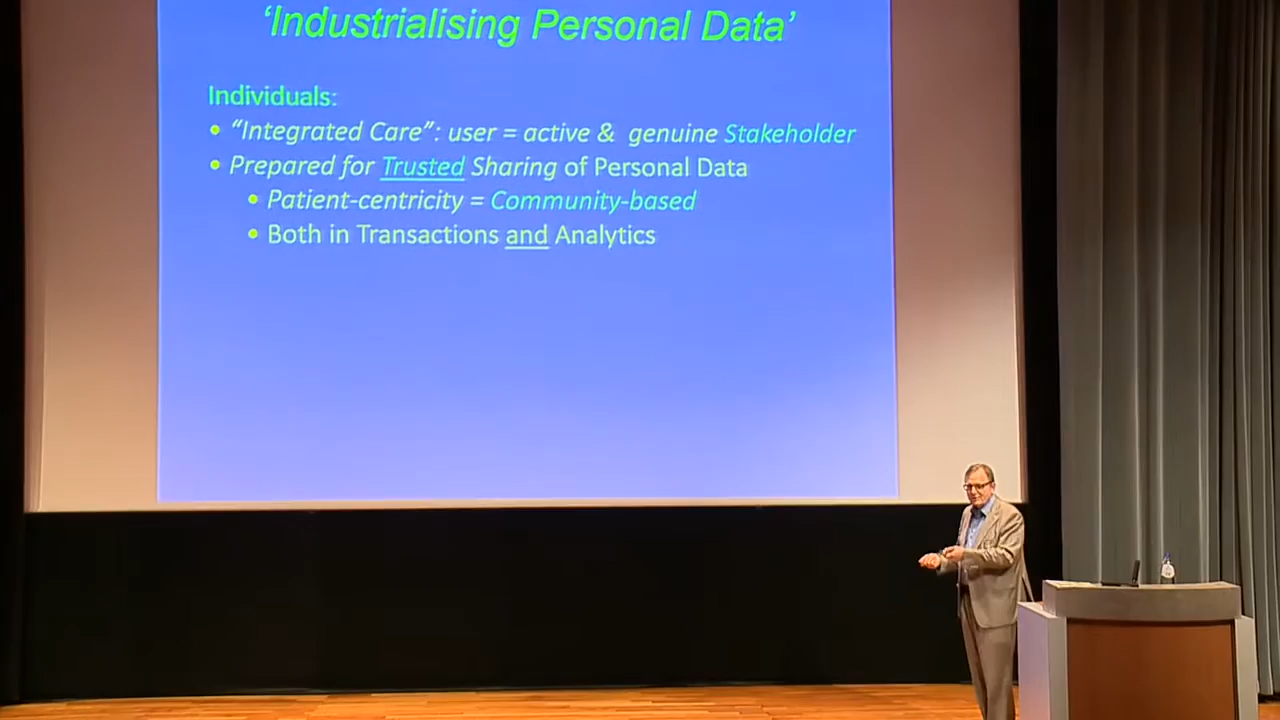 ‘Industrialising Personal Data’
Individuals:
• “Integrated Care”: user = active & genuine Stakeholder
• Prepared for Trusted Sharing of Personal Data
• Patient-centricity = Community-based
• Both in Transactions and Analytics